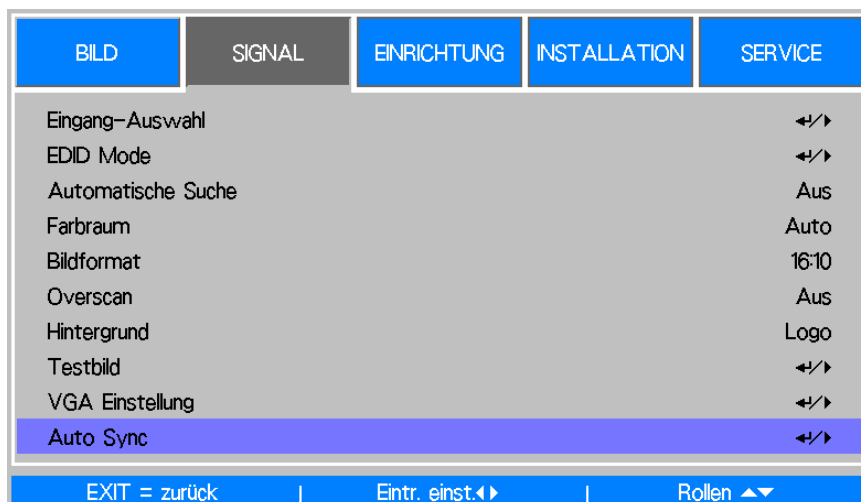 BILD SIGNAL EINRICHTUNG INSTALLATION SERVICE
Eingang-Auswahl
EDID Mode
Automatische Suche Aus
Farbraum Auto
Bildformat 16:10
Overscan Aus
Hintergrund Logo
Testbild
VGA Einstellung
Auto Sync
EXIT = zurück | Eintr. einst. | Rollen